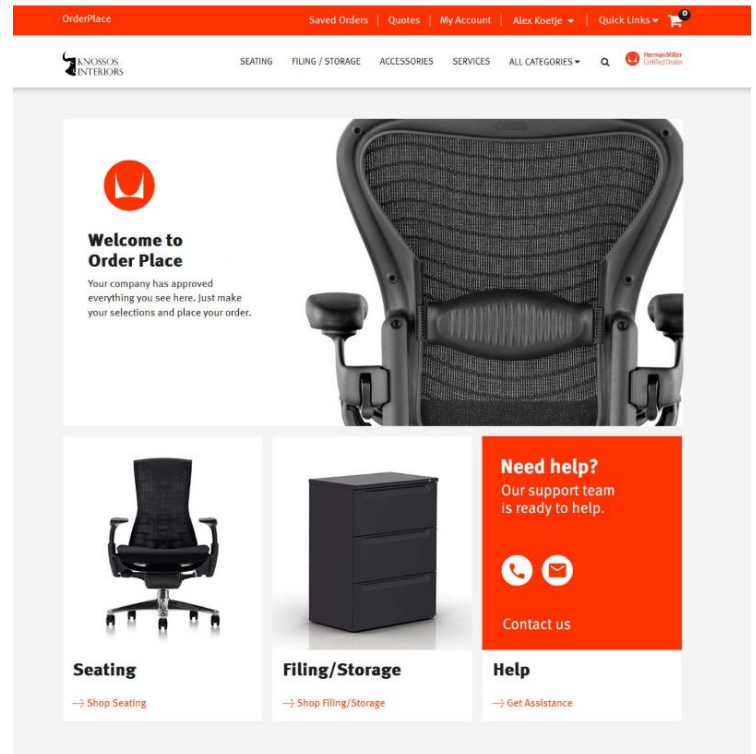 OrderPlace
Saved Orders | Quotes | My Account | Alex Koetje | Quick Links
0
KNOSSOS
INTERIORS
SEATING FILING / STORAGE ACCESSORIES SERVICES ALL CATEGORIES
HermanMiller
Certified Dealer
Welcome to
Order Place
Your company has approved
everything you see here. Just make
your selections and place your order.
Need help?
Our support team
is ready to help.
Contact us
Seating
Filing/Storage
Help
Shop Seating
Shop Filing/Storage
Get Assistance